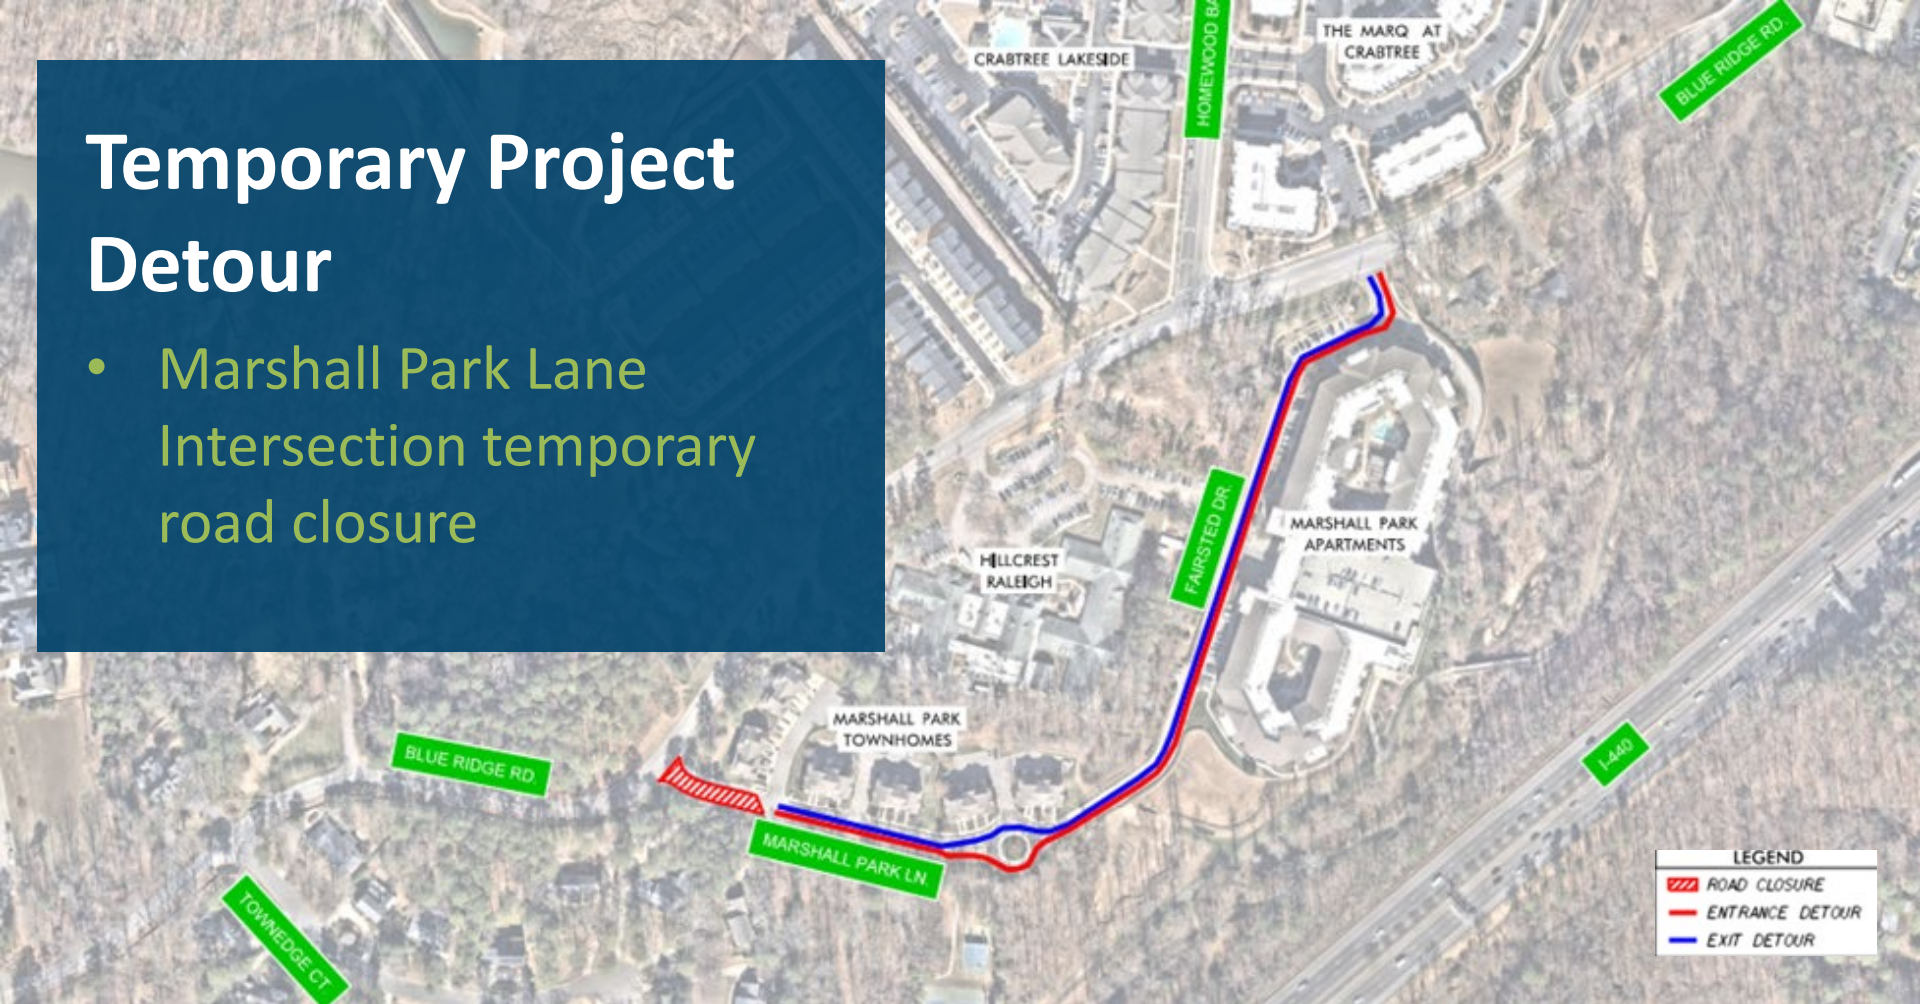 Temporary Project
Detour
• Marshall Park Lane
Intersection temporary
road closure
CRABTREE LAKESIDE
HOMEWOOD BA
THE MARQ AT
CRABTREE
BLUE RIDGE RD.
FAIRSTED DR.
MARSHALL PARK
APARTMENTS
HILLCREST
RALEIGH
MARSHALL PARK
TOWNHOMES
BLUE RIDGE RD.
I-440
MARSHALL PARK LN.
TOWNEDGE CT
LEGEND
ROAD CLOSURE
ENTRANCE DETOUR
EXIT DETOUR